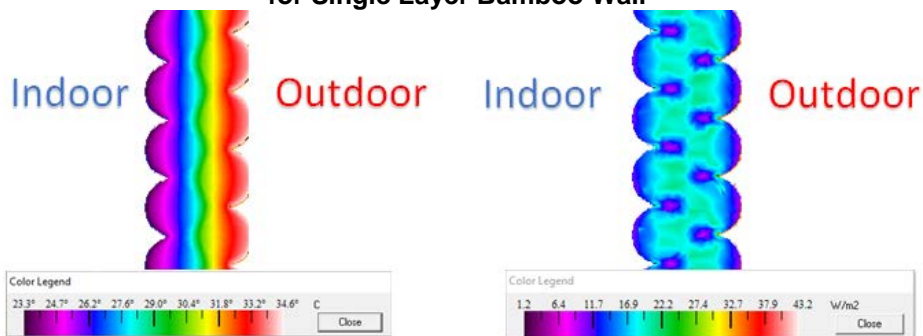 for Single Layer Bamboo Wall
Indoor
Outdoor
Indoor
Outdoor
Color Legend
23.3° 24.7° 26.2° 27.6° 29.0° 30.4° 31.8° 33.2° 34.6° C
Close
Color Legend
1.2 6.4 11.7 16.9 22.2 27.4 32.7 37.9 43.2 W/m2
Close